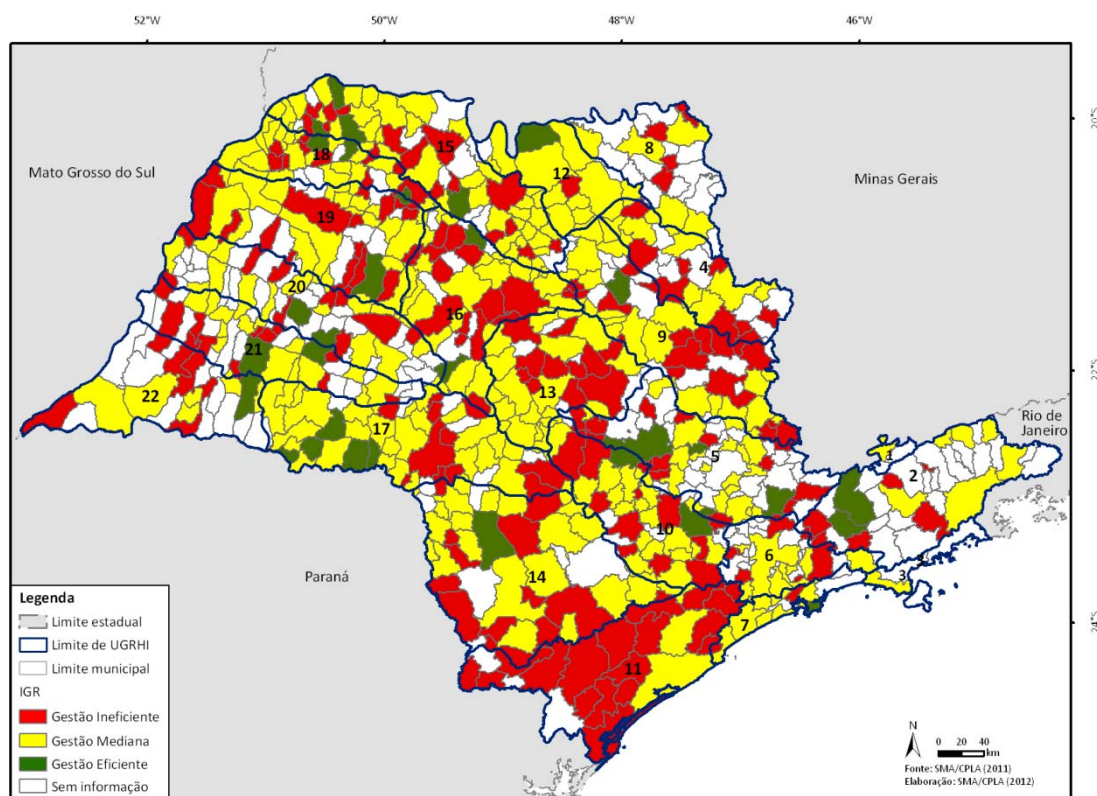 52°W 50°W 48°W 46°W
20°S
22°S
24°S
Mato Grosso do Sul
Minas Gerais
Rio de
Janeiro
Paraná
15
18
8
12
19
4
20
16
9
21
13
22
17
5
1
2
10
6
14
3
3
7
11
Legenda
Limite estadual
Limite de UGRHI
Limite municipal
IGR
Gestão Ineficiente
Gestão Mediana
Gestão Eficiente
Sem informação
N
0 20 40
km
Fonte: SMA/CPLA (2011)
Elaboração: SMA/CPLA (2012)